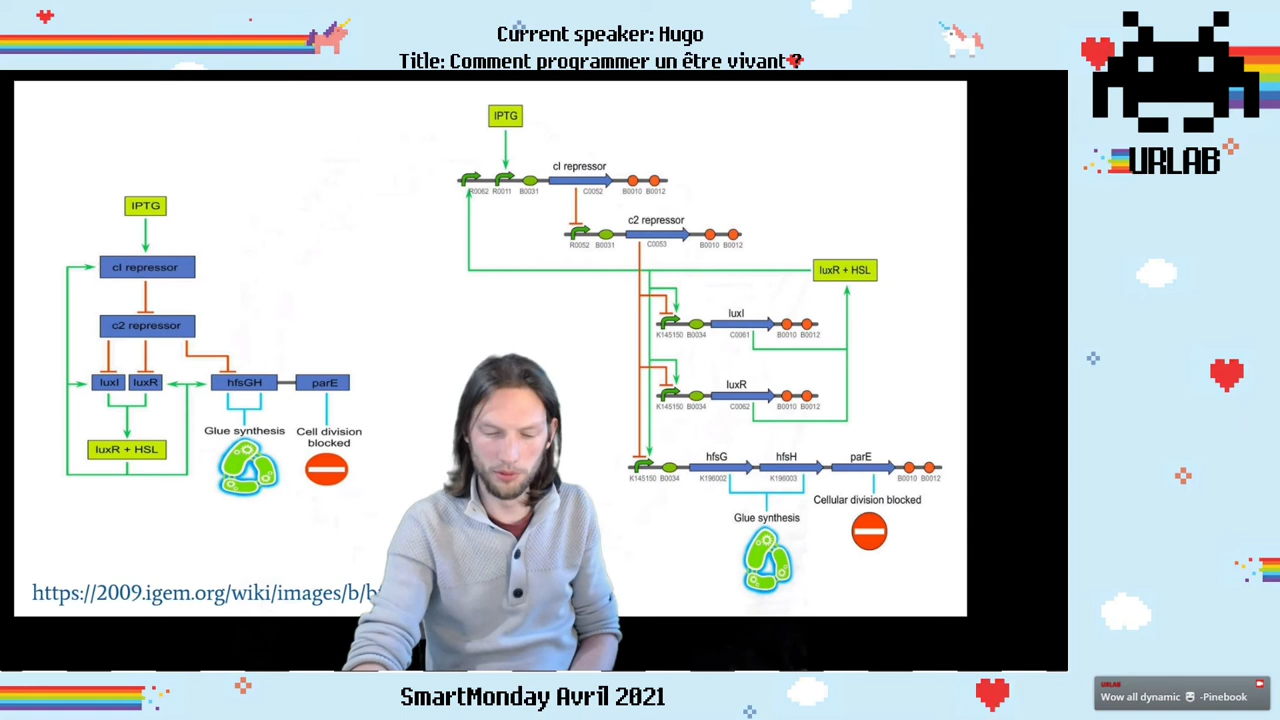 Current speaker: Hugo
Title: Comment programmer un être vivant ?
URLAB
IPTG
cI repressor
c2 repressor
luxI
luxR
hfsGH
parE
Glue synthesis
Cell division
blocked
luxR + HSL
https://2009.igem.org/wiki/images/b/b
IPTG
cI repressor
R0062
R0011
B0031
C0052
B0010
B0012
c2 repressor
R0052
B0031
C0053
B0010
B0012
luxR + HSL
luxI
K145150
B0034
C0061
B0010
B0012
luxR
K145150
B0034
C0062
B0010
B0012
hfsG
hfsH
parE
K145150
B0034
K196002
K196003
B0010
B0012
Glue synthesis
Cellular division blocked
SmartMonday Avril 2021
URLAB
Wow all dynamic -Pinebook